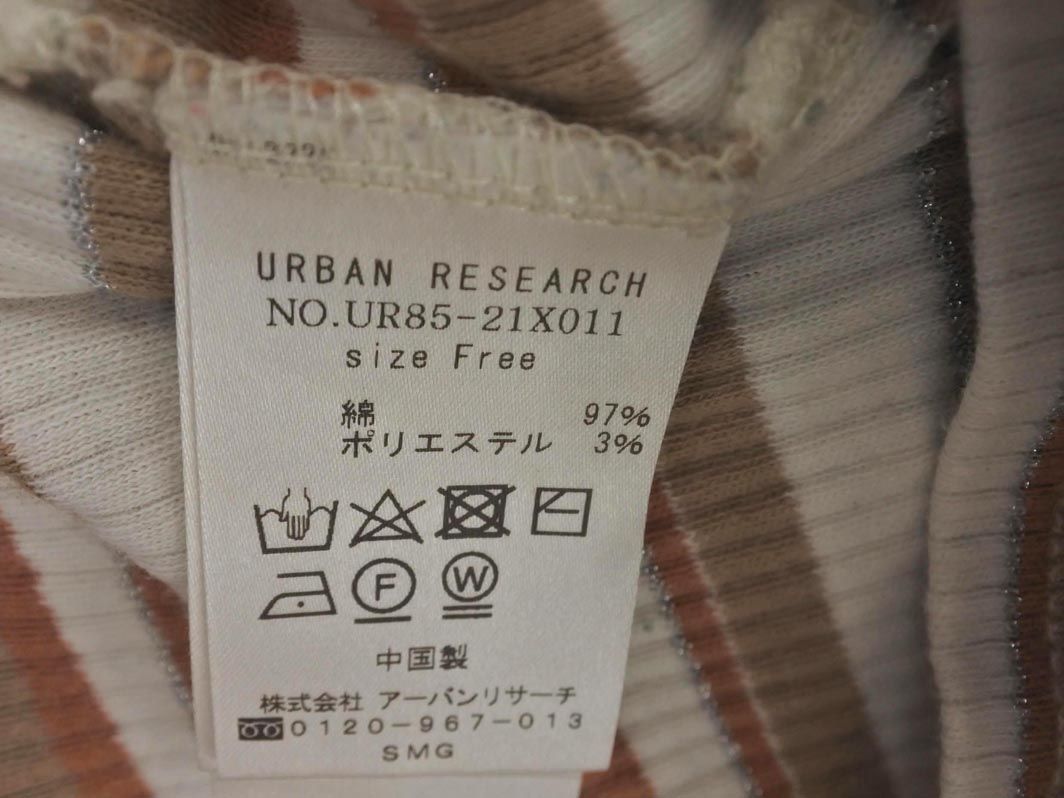 URBAN RESEARCH
NO.UR85-21X011
size Free
綿 97%
ポリエステル 3%
F W
中国製
株式会社 アーバンリサーチ
0120-967-013
SMG